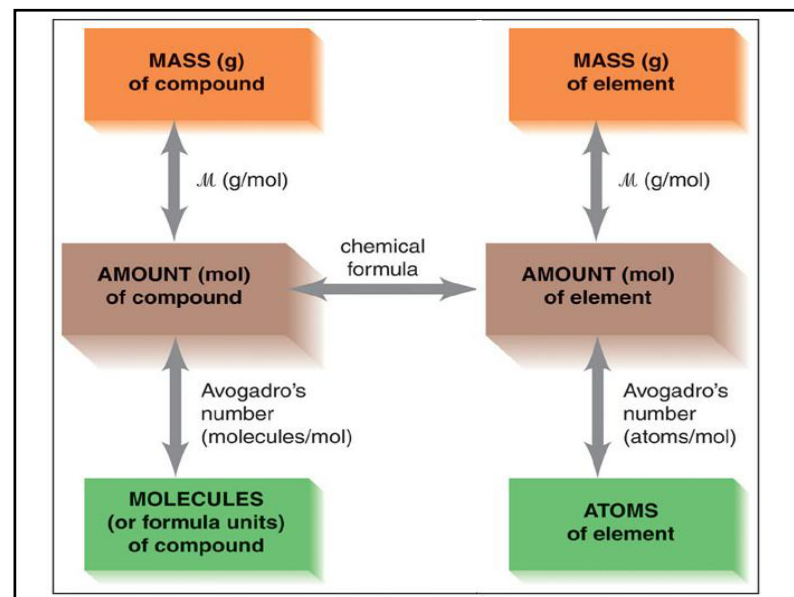 MASS (g)
of compound
MASS (g)
of element
ℳ (g/mol)
ℳ (g/mol)
AMOUNT (mol)
of compound
chemical
formula
AMOUNT (mol)
of element
Avogadro's
number
(molecules/mol)
Avogadro's
number
(atoms/mol)
MOLECULES
(or formula units)
of compound
ATOMS
of element